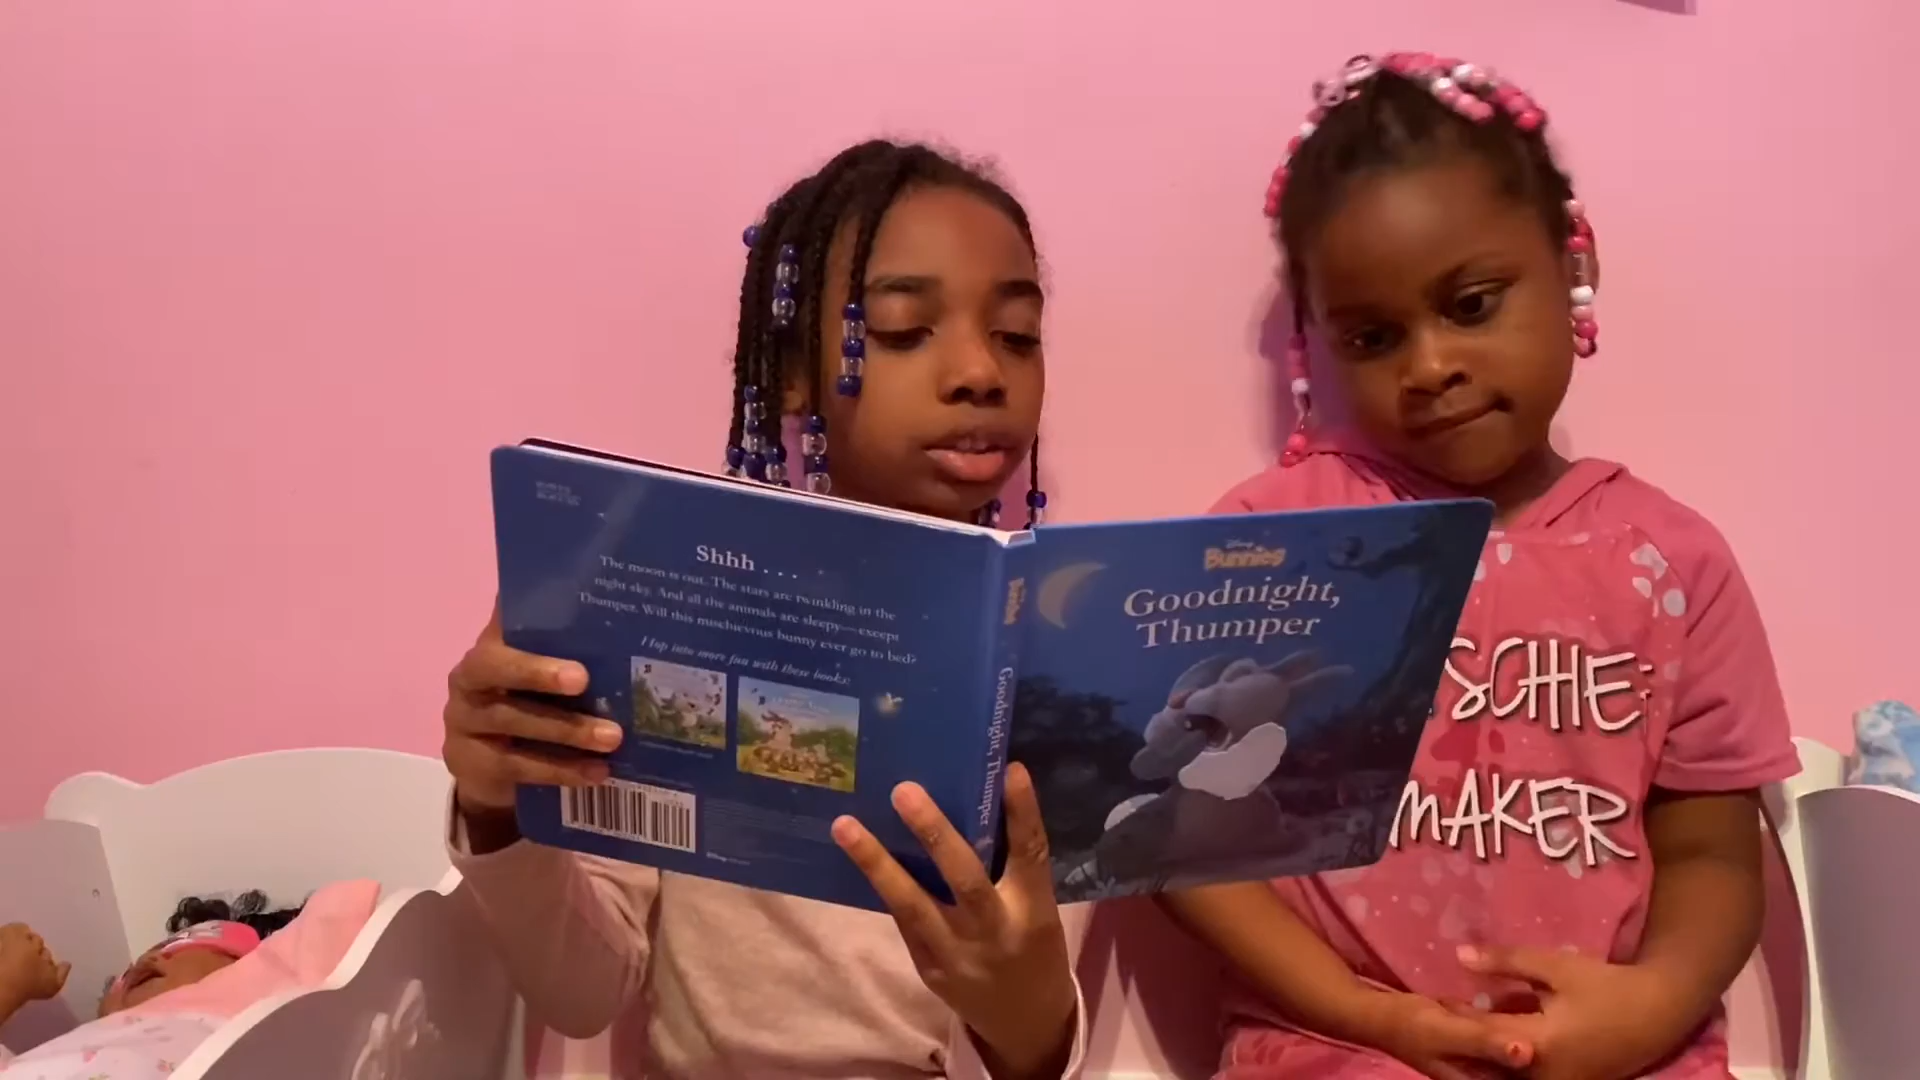 Shhh . . .
The moon is out. The stars are twinkling in the
night sky. And all the animals are sleepy—except
Thumper. Will this mischievous bunny ever go to bed?
Hop into more fun with these books:
Disney
Bunnies
Goodnight,
Thumper
Goodnight, Thumper
SCHIE
MAKER